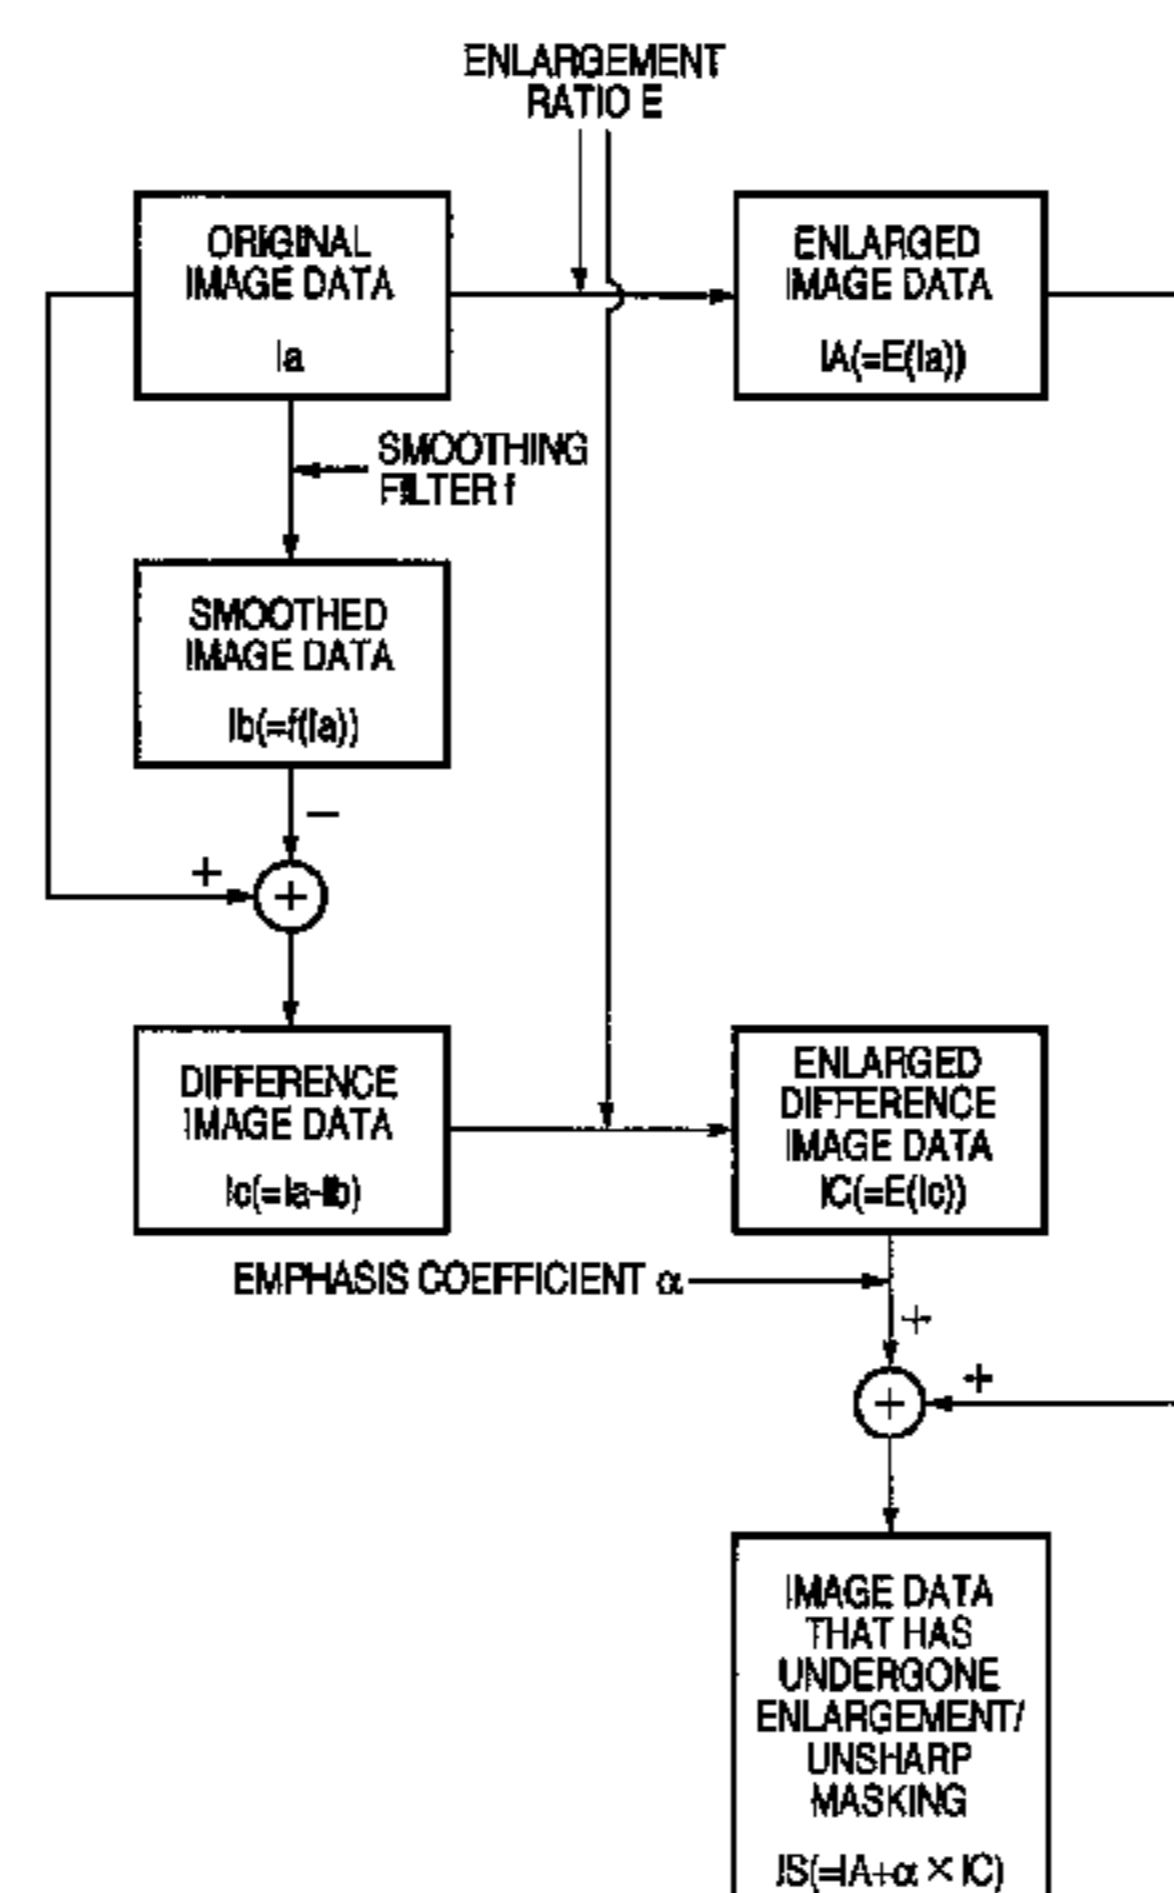 ENLARGEMENT
RATIO E
ORIGINAL
IMAGE DATA
Ia
ENLARGED
IMAGE DATA
IA(=E(Ia))
SMOOTHING
FILTER f
SMOOTHED
IMAGE DATA
Ib(=f(Ia))
−
+
+
DIFFERENCE
IMAGE DATA
Ic(=Ia-Ib)
ENLARGED
DIFFERENCE
IMAGE DATA
IC(=E(Ic))
EMPHASIS COEFFICIENT α
+
+
+
IMAGE DATA
THAT HAS
UNDERGONE
ENLARGEMENT/
UNSHARP
MASKING
IS(=IA+α×IC)